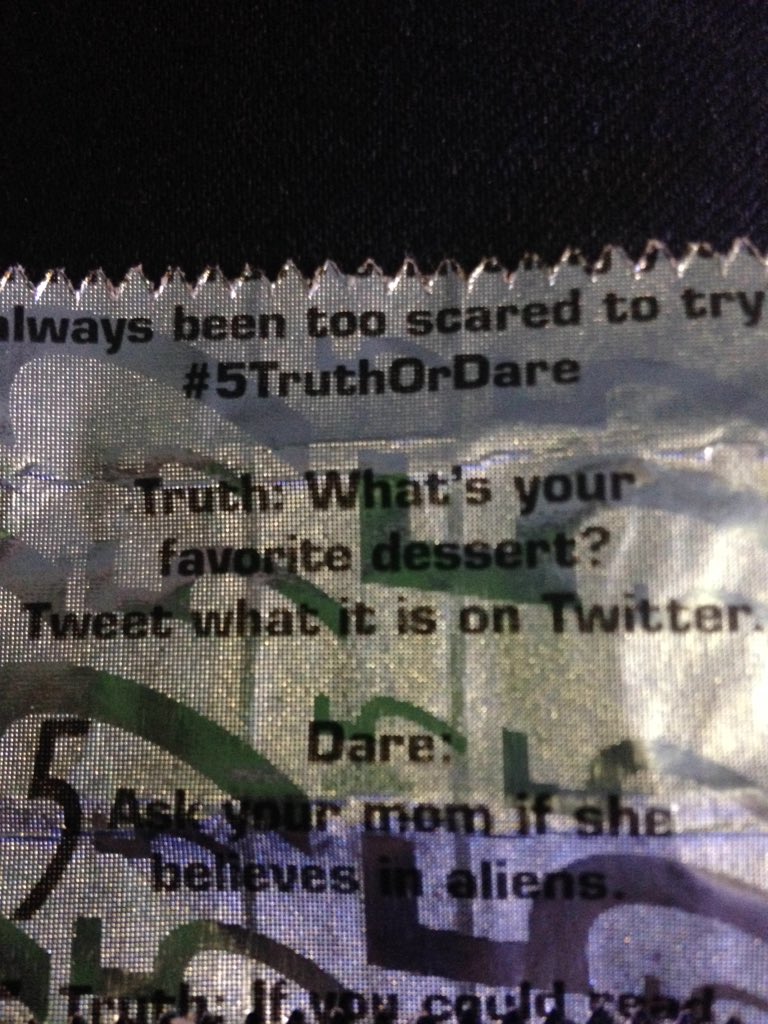 always been too scared to try
#5TruthOrDare
Truth: What's your
favorite dessert?
Tweet what it is on Twitter.
Dare:
5
Ask your mom if she
believes in aliens.
Truth: If you could read